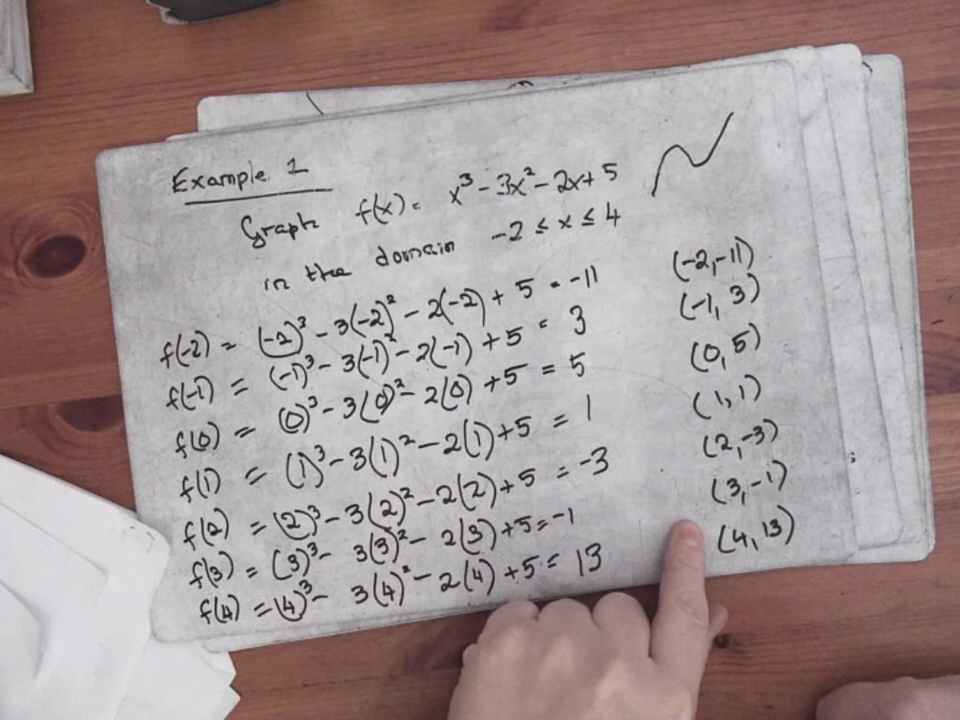 Example 1
Graph f(x) = x³ - 3x² - 2x + 5
in the domain -2 ≤ x ≤ 4
f(-2) = (-2)³ - 3(-2)² - 2(-2) + 5 = -11 (-2, -11)
f(-1) = (-1)³ - 3(-1)² - 2(-1) + 5 = 3 (-1, 3)
f(0) = (0)³ - 3(0)² - 2(0) + 5 = 5 (0, 5)
f(1) = (1)³ - 3(1)² - 2(1) + 5 = 1 (1, 1)
f(2) = (2)³ - 3(2)² - 2(2) + 5 = -3 (2, -3)
f(3) = (3)³ - 3(3)² - 2(3) + 5 = -1 (3, -1)
f(4) = (4)³ - 3(4)² - 2(4) + 5 = 13 (4, 13)